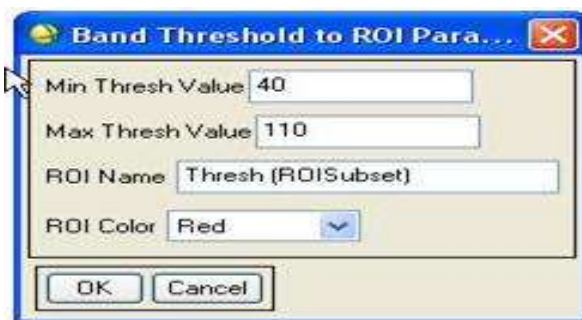 Band Threshold to ROI Para...
Min Thresh Value 40
Max Thresh Value 110
ROI Name Thresh (ROISubset)
ROI Color Red
OK Cancel